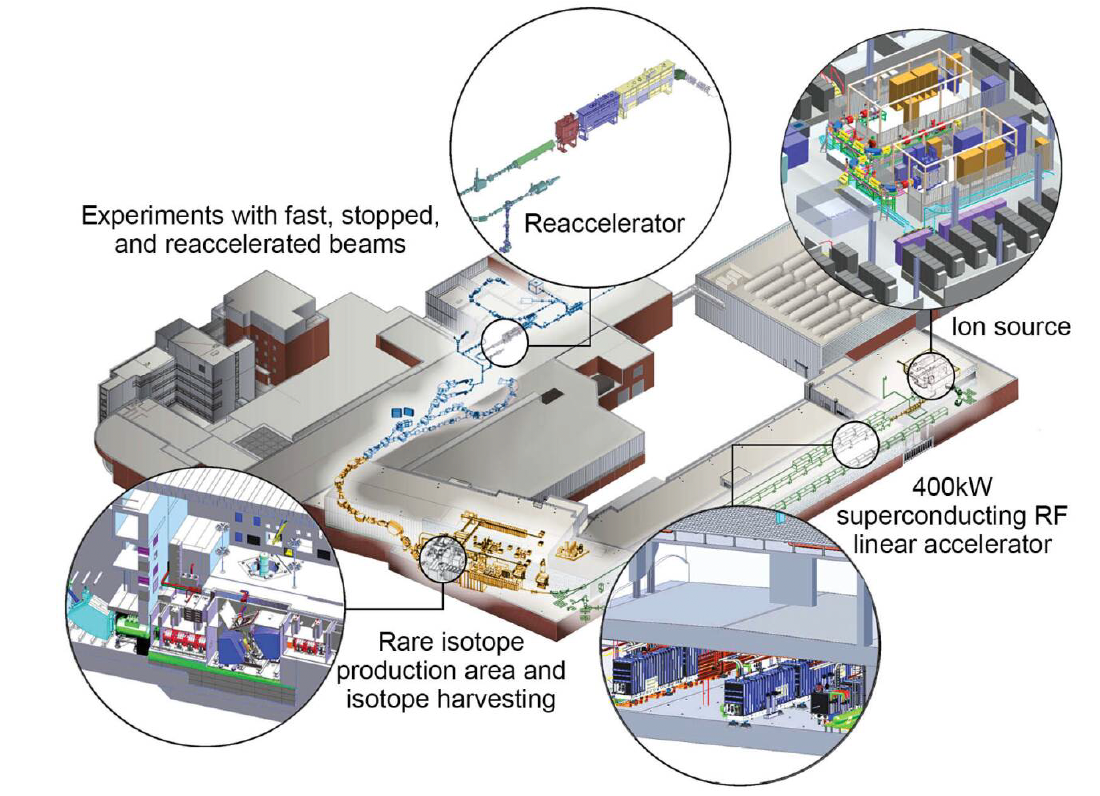 Experiments with fast, stopped,
and reaccelerated beams
Reaccelerator
Ion source
400kW
superconducting RF
linear accelerator
Rare isotope
production area and
isotope harvesting